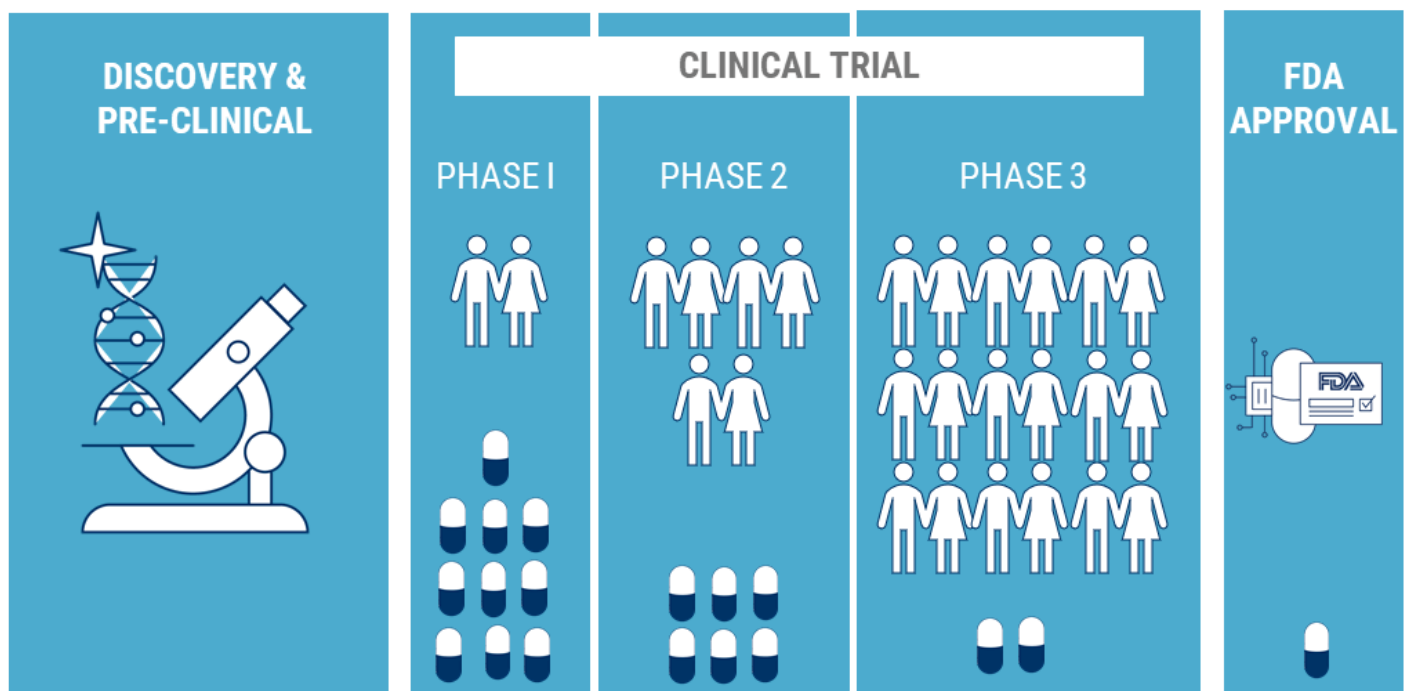 DISCOVERY &
PRE-CLINICAL
CLINICAL TRIAL
PHASE I
PHASE 2
PHASE 3
FDA
APPROVAL
FDA